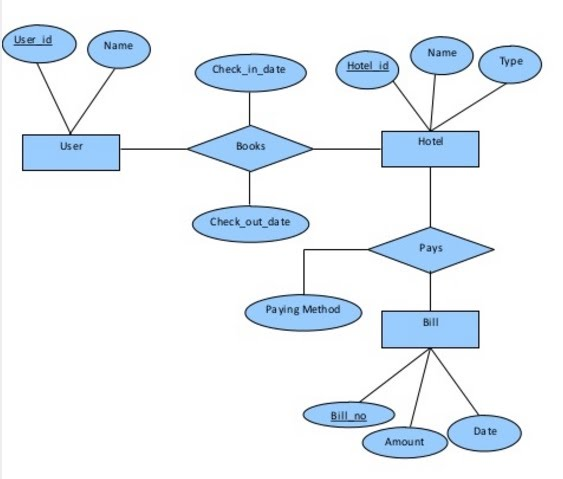 User_id
Name
Check_in_date
Hotel_id
Name
Type
User
Books
Hotel
Check_out_date
Pays
Paying Method
Bill
Bill_no
Amount
Date